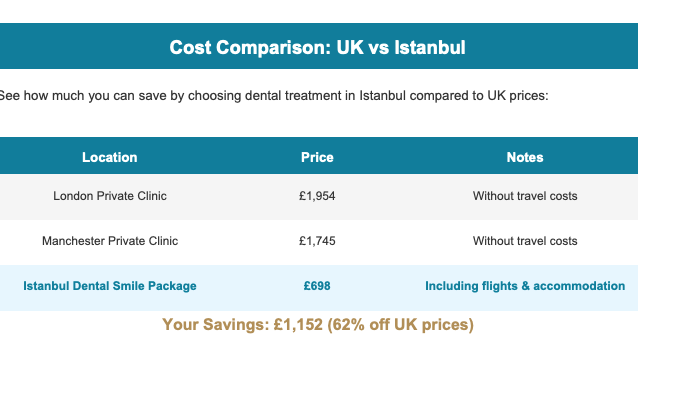 Cost Comparison: UK vs Istanbul
See how much you can save by choosing dental treatment in Istanbul compared to UK prices:
Location Price Notes
London Private Clinic £1,954 Without travel costs
Manchester Private Clinic £1,745 Without travel costs
Istanbul Dental Smile Package £698 Including flights & accommodation
Your Savings: £1,152 (62% off UK prices)